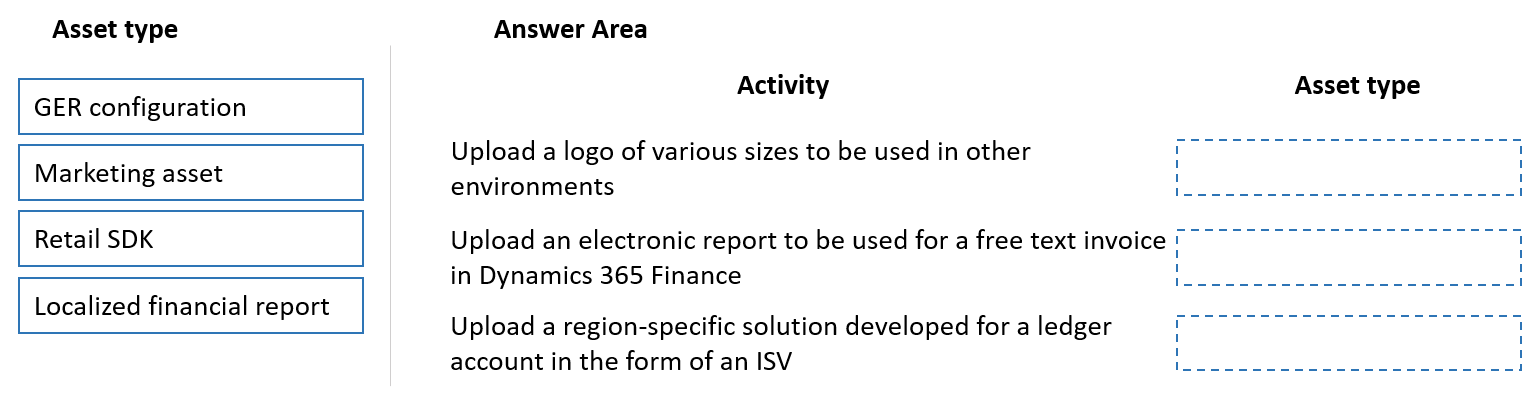 Asset type
GER configuration
Marketing asset
Retail SDK
Localized financial report
Answer Area
Activity
Asset type
Upload a logo of various sizes to be used in other
environments
Upload an electronic report to be used for a free text invoice
in Dynamics 365 Finance
Upload a region-specific solution developed for a ledger
account in the form of an ISV